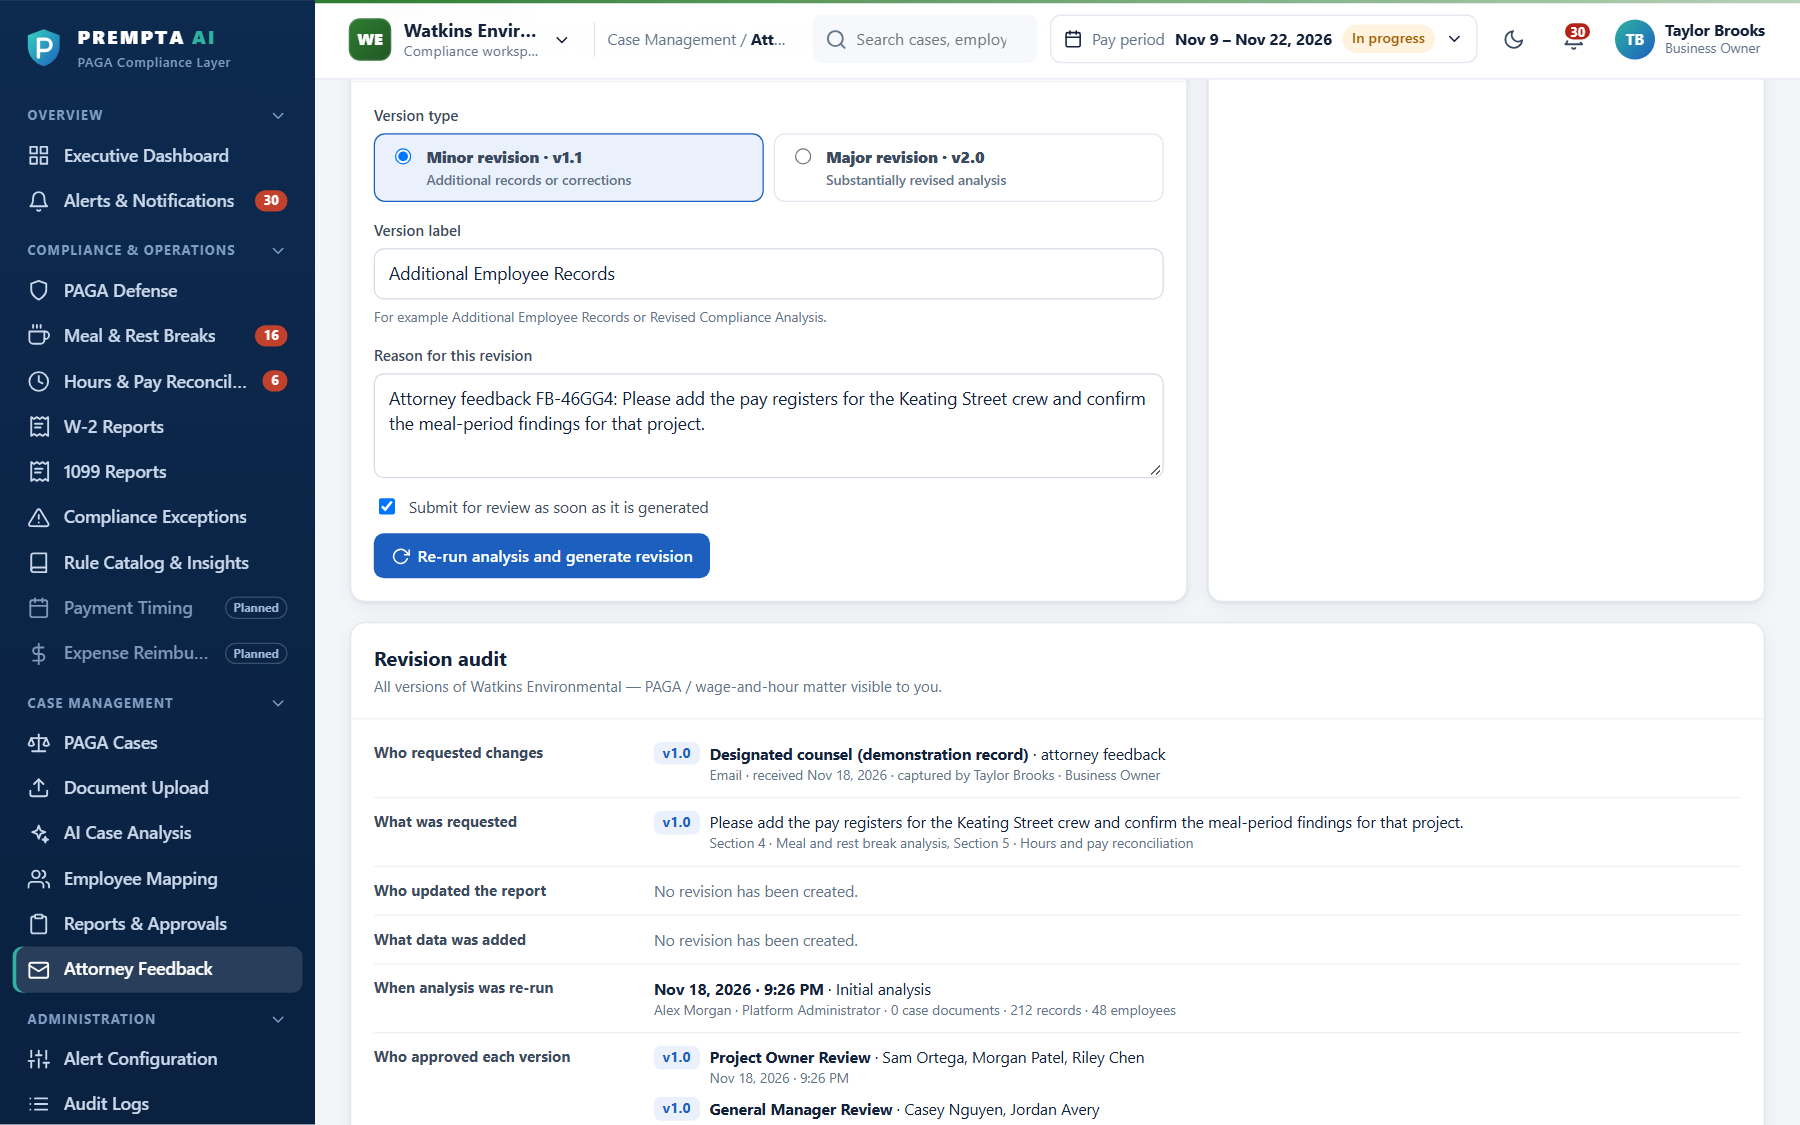 PREMPTA AI
PAGA Compliance Layer
OVERVIEW
Executive Dashboard
Alerts & Notifications 30
COMPLIANCE & OPERATIONS
PAGA Defense
Meal & Rest Breaks 16
Hours & Pay Reconcil... 6
W-2 Reports
1099 Reports
Compliance Exceptions
Rule Catalog & Insights
Payment Timing Planned
Expense Reimbu... Planned
CASE MANAGEMENT
PAGA Cases
Document Upload
AI Case Analysis
Employee Mapping
Reports & Approvals
Attorney Feedback
ADMINISTRATION
Alert Configuration
Audit Logs
WE
Watkins Envir...
Compliance worksp...
Case Management / Att...
Search cases, employ
Pay period Nov 9 – Nov 22, 2026 In progress
30
TB
Taylor Brooks
Business Owner
Version type
Minor revision · v1.1
Additional records or corrections
Major revision · v2.0
Substantially revised analysis
Version label
Additional Employee Records
For example Additional Employee Records or Revised Compliance Analysis.
Reason for this revision
Attorney feedback FB-46GG4: Please add the pay registers for the Keating Street crew and confirm
the meal-period findings for that project.
Submit for review as soon as it is generated
Re-run analysis and generate revision
Revision audit
All versions of Watkins Environmental — PAGA / wage-and-hour matter visible to you.
Who requested changes
v1.0 Designated counsel (demonstration record) · attorney feedback
Email · received Nov 18, 2026 · captured by Taylor Brooks · Business Owner
What was requested
v1.0 Please add the pay registers for the Keating Street crew and confirm the meal-period findings for that project.
Section 4 · Meal and rest break analysis, Section 5 · Hours and pay reconciliation
Who updated the report
No revision has been created.
What data was added
No revision has been created.
When analysis was re-run
Nov 18, 2026 · 9:26 PM · Initial analysis
Alex Morgan · Platform Administrator · 0 case documents · 212 records · 48 employees
Who approved each version
v1.0 Project Owner Review · Sam Ortega, Morgan Patel, Riley Chen
Nov 18, 2026 · 9:26 PM
v1.0 General Manager Review · Casey Nguyen, Jordan Avery